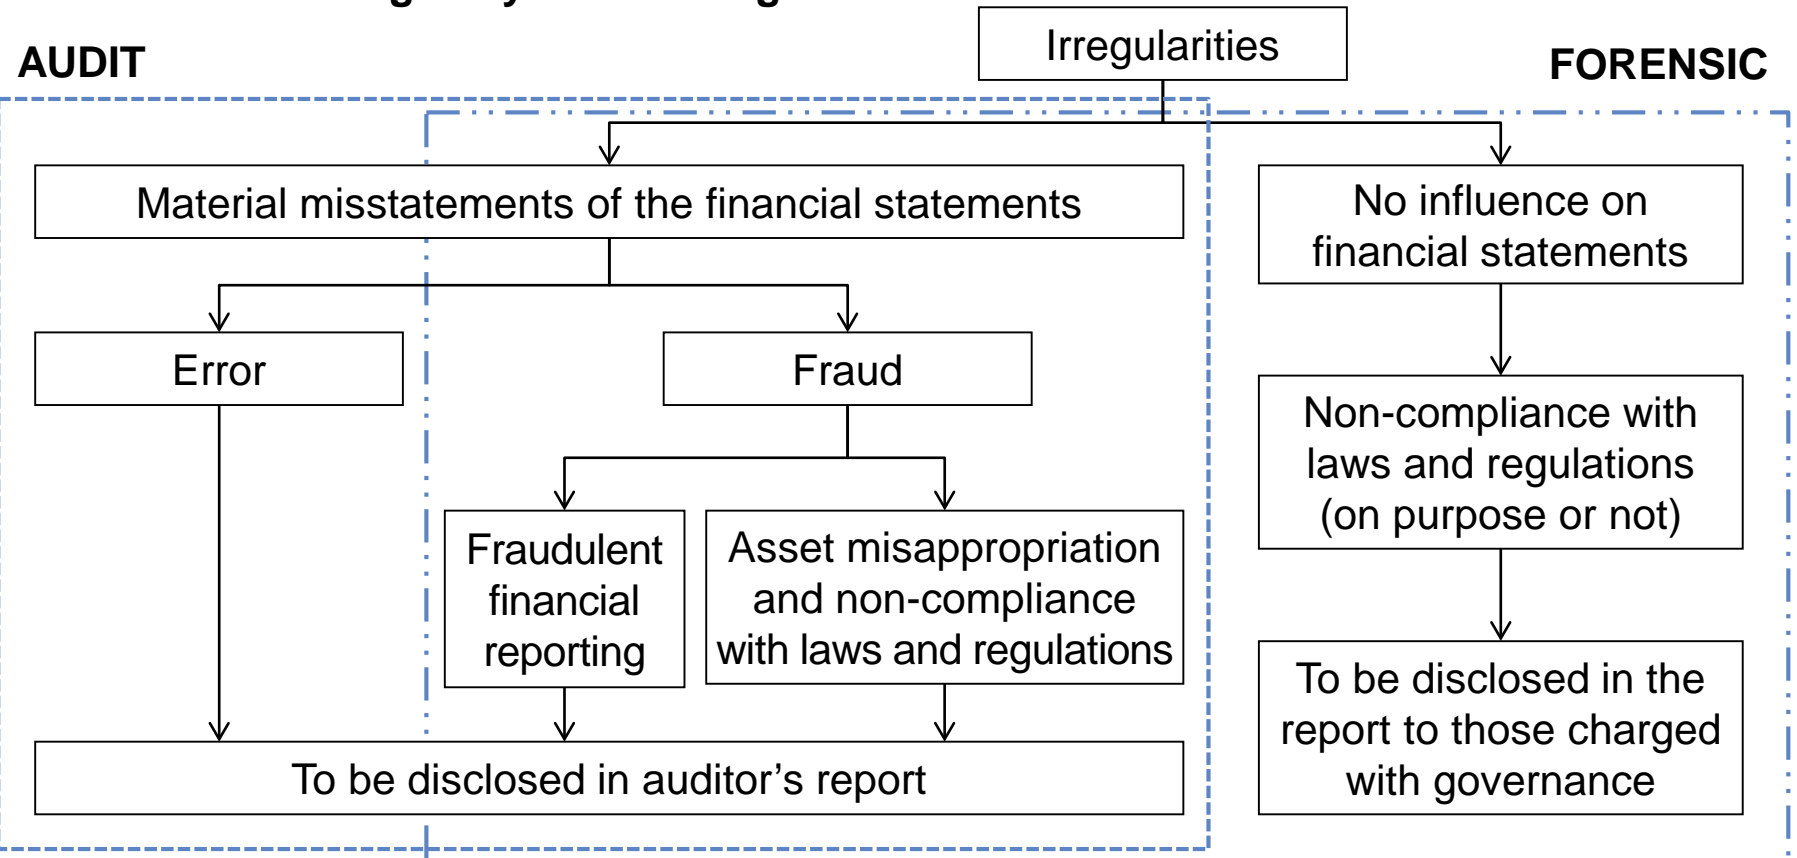 Irregularities
AUDIT
FORENSIC
Material misstatements of the financial statements
No influence on
financial statements
Error
Fraud
Non-compliance with
laws and regulations
(on purpose or not)
Fraudulent
financial
reporting
Asset misappropriation
and non-compliance
with laws and regulations
To be disclosed in the
report to those charged
with governance
To be disclosed in auditor’s report